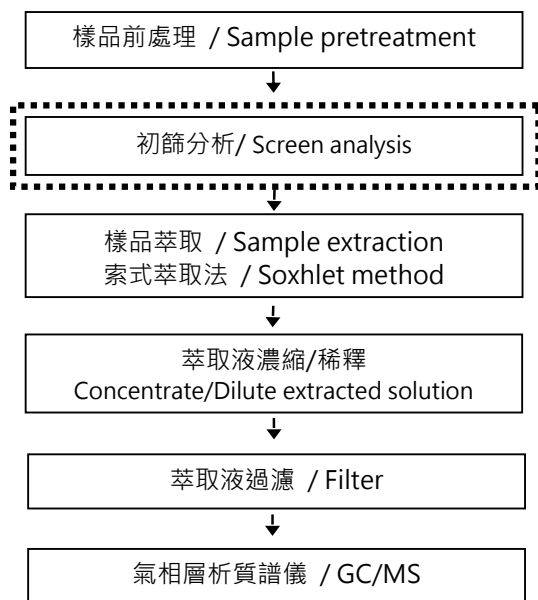 樣品前處理 / Sample pretreatment
初篩分析/ Screen analysis
樣品萃取 / Sample extraction
索式萃取法 / Soxhlet method
萃取液濃縮/稀釋
Concentrate/Dilute extracted solution
萃取液過濾 / Filter
氣相層析質譜儀 / GC/MS